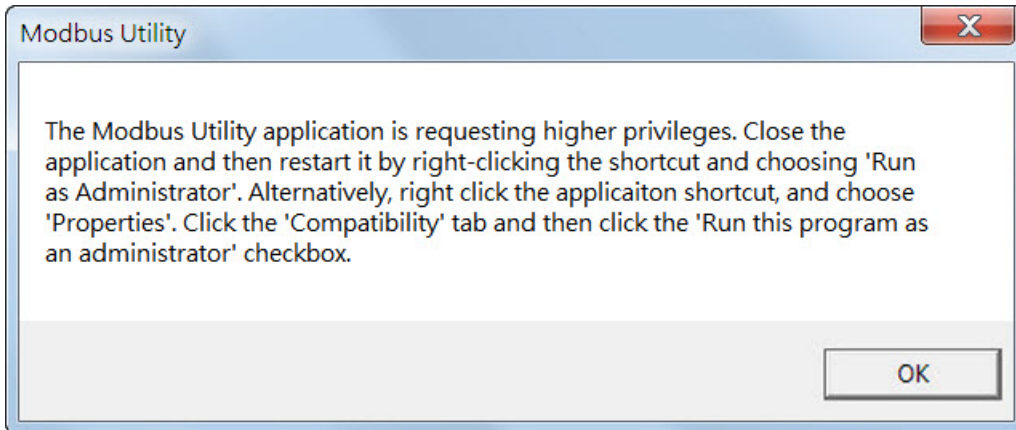 Modbus Utility
The Modbus Utility application is requesting higher privileges. Close the
application and then restart it by right-clicking the shortcut and choosing 'Run
as Administrator'. Alternatively, right click the applicaiton shortcut, and choose
'Properties'. Click the 'Compatibility' tab and then click the 'Run this program as
an administrator' checkbox.
OK